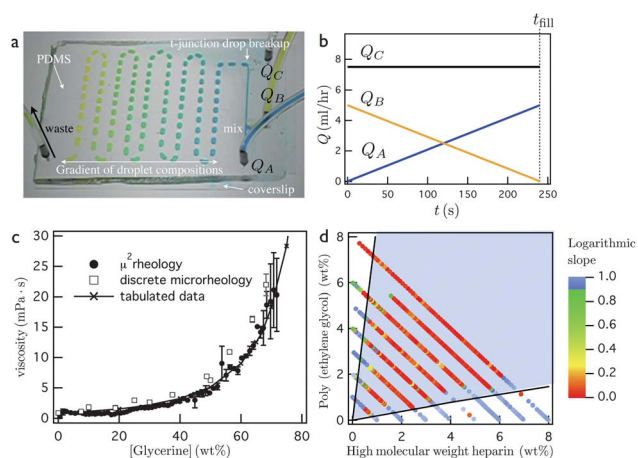 a
t-junction drop breakup
PDMS
Q_C
Q_B
mix
waste
Q_A
Gradient of droplet compositions
coverslip
b
t_fill
Q_C
Q_B
Q_A
Q (ml/hr)
8
6
4
2
0
0 50 100 150 200 250
t (s)
c
μ²rheology
discrete microrheology
tabulated data
viscosity (mPa · s)
30
25
20
15
10
5
0
0 20 40 60 80
[Glycerine] (wt%)
d
Poly (ethylene glycol) (wt%)
8
6
4
2
0
0 2 4 6 8
High molecular weight heparin (wt%)
Logarithmic
slope
1.0
0.8
0.6
0.4
0.2
0.0